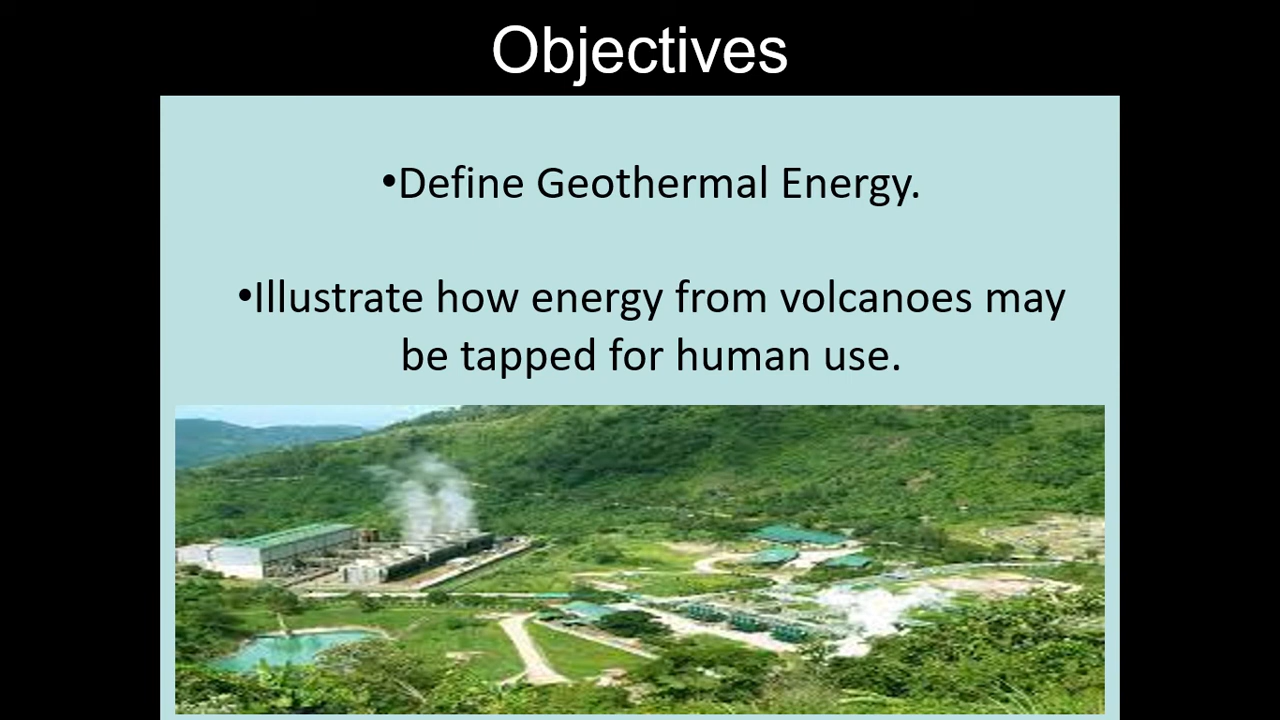 Objectives
•Define Geothermal Energy.
•Illustrate how energy from volcanoes may
be tapped for human use.